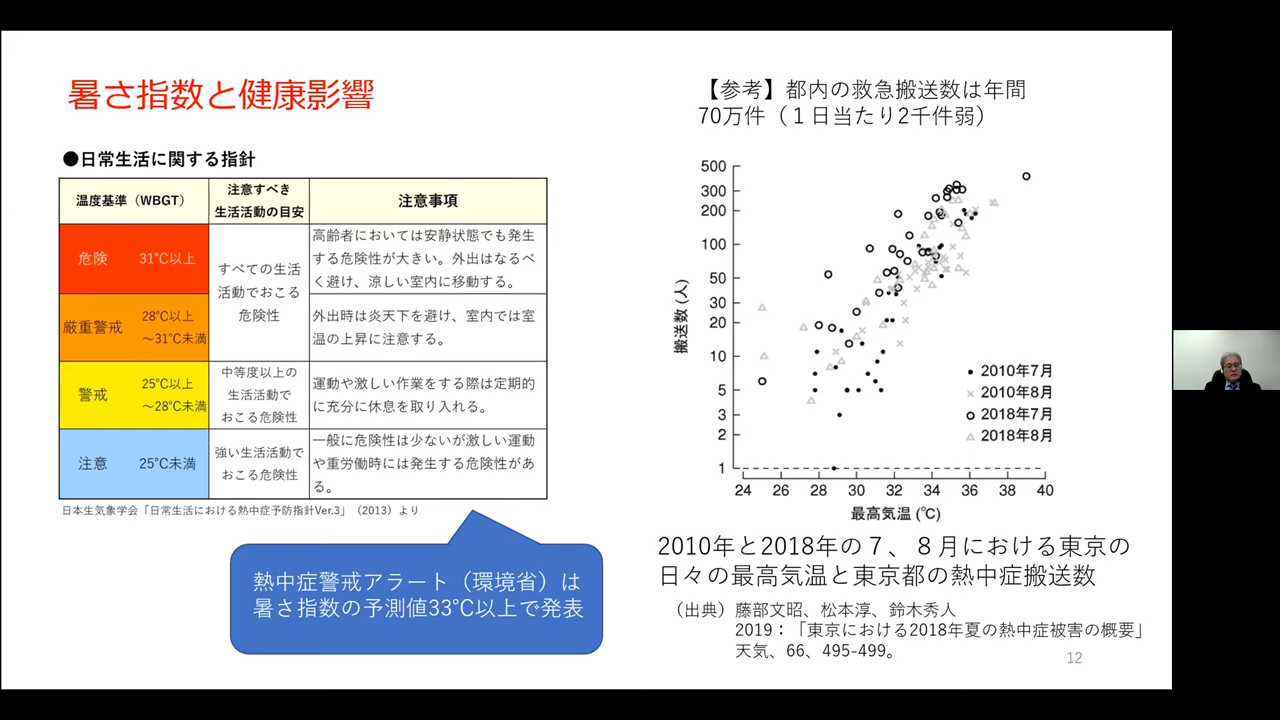 暑さ指数と健康影響
●日常生活に関する指針
温度基準（WBGT）
注意すべき
生活活動の目安
注意事項
危険 31℃以上
すべての生活
活動でおこる
危険性
高齢者においては安静状態でも発生
する危険性が大きい。外出はなるべ
く避け、涼しい室内に移動する。
厳重警戒
28℃以上
～31℃未満
外出時は炎天下を避け、室内では室
温の上昇に注意する。
警戒
25℃以上
～28℃未満
中等度以上の
生活活動で
おこる危険性
運動や激しい作業をする際は定期的
に充分に休息を取り入れる。
注意 25℃未満
強い生活活動で
おこる危険性
一般に危険性は少ないが激しい運動
や重労働時には発生する危険性があ
る。
日本生気象学会「日常生活における熱中症予防指針Ver.3」（2013）より
熱中症警戒アラート（環境省）は
暑さ指数の予測値33℃以上で発表
【参考】都内の救急搬送数は年間
70万件（１日当たり2千件弱）
搬送数(人)
500
300
200
100
50
30
20
10
5
3
2
1
2010年7月
2010年8月
2018年7月
2018年8月
24 26 28 30 32 34 36 38 40
最高気温(℃)
2010年と2018年の７、８月における東京の
日々の最高気温と東京都の熱中症搬送数
（出典）藤部文昭、松本淳、鈴木秀人
2019：「東京における2018年夏の熱中症被害の概要」
天気、66、495-499。
12